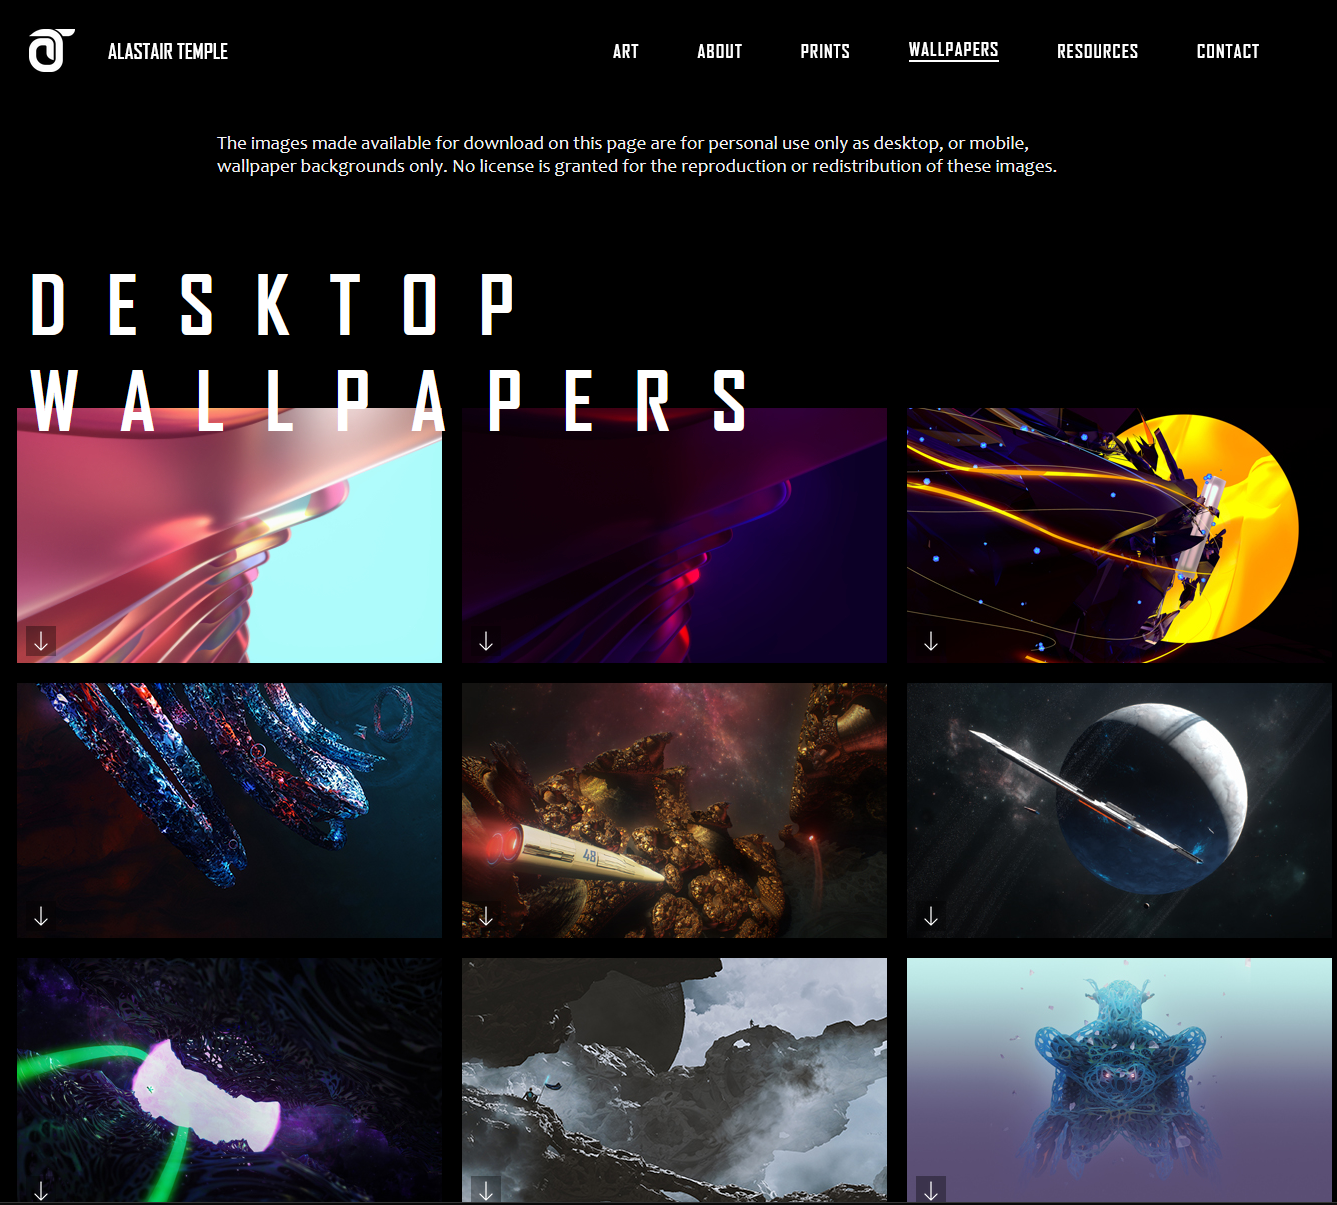 ALASTAIR TEMPLE
ART ABOUT PRINTS WALLPAPERS RESOURCES CONTACT
The images made available for download on this page are for personal use only as desktop, or mobile,
wallpaper backgrounds only. No license is granted for the reproduction or redistribution of these images.
DESKTOP
WALLPAPERS
48